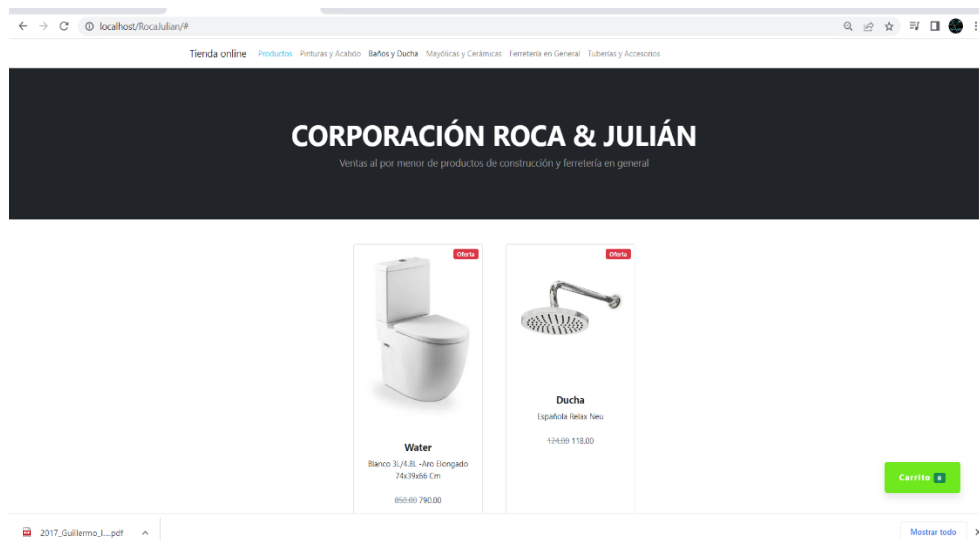 localhost/RocaJulian/#
Tienda online Productos Pinturas y Acabdo Baños y Ducha Mayólicas y Cerámicas Ferretería en General Tuberías y Accesorios
CORPORACIÓN ROCA & JULIÁN
Ventas al por menor de productos de construcción y ferretería en general
Oferta
Water
Blanco 3L/4.8L -Aro Elongado
74x39x66 Cm
850.00 790.00
Oferta
Ducha
Española Relax Neu
124.00 118.00
Carrito 0
2017_Guillermo_I....pdf
Mostrar todo